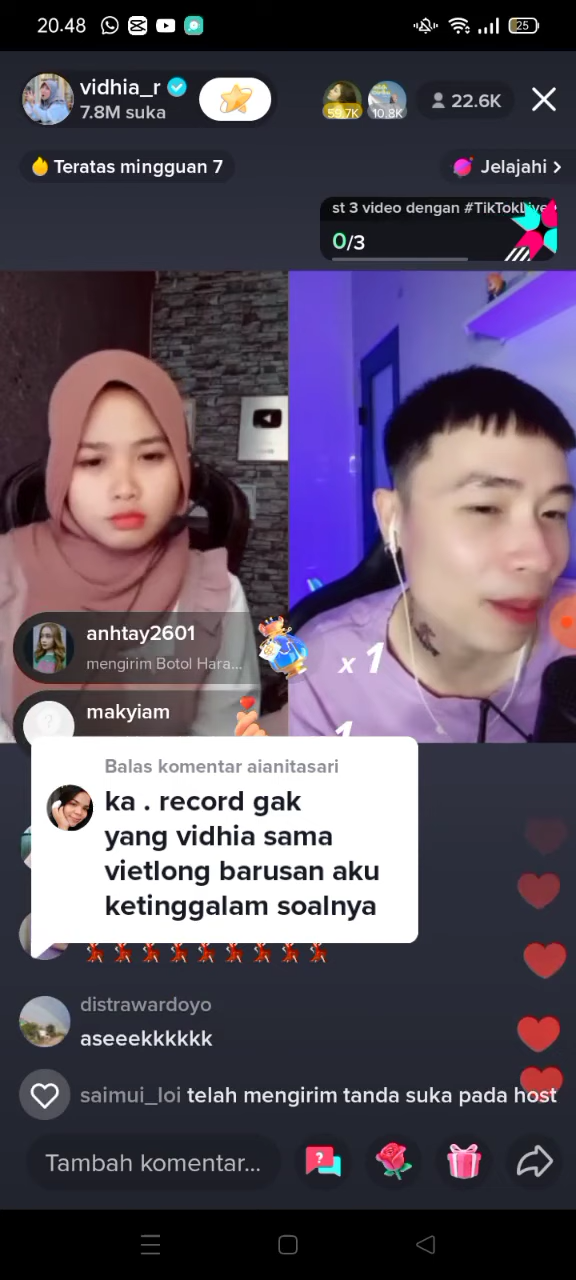 20.48
25
vidhia_r
7.8M suka
59.7K
10.8K
22.6K
Teratas mingguan 7
Jelajahi >
st 3 video dengan #TikTokLive
0/3
anhtay2601
mengirim Botol Hara...
x 1
makyiam
1
Balas komentar aianitasari
ka . record gak
yang vidhia sama
vietlong barusan aku
ketinggalam soalnya
distrawardoyo
aseeekkkkkk
saimui_loi telah mengirim tanda suka pada host
Tambah komentar...